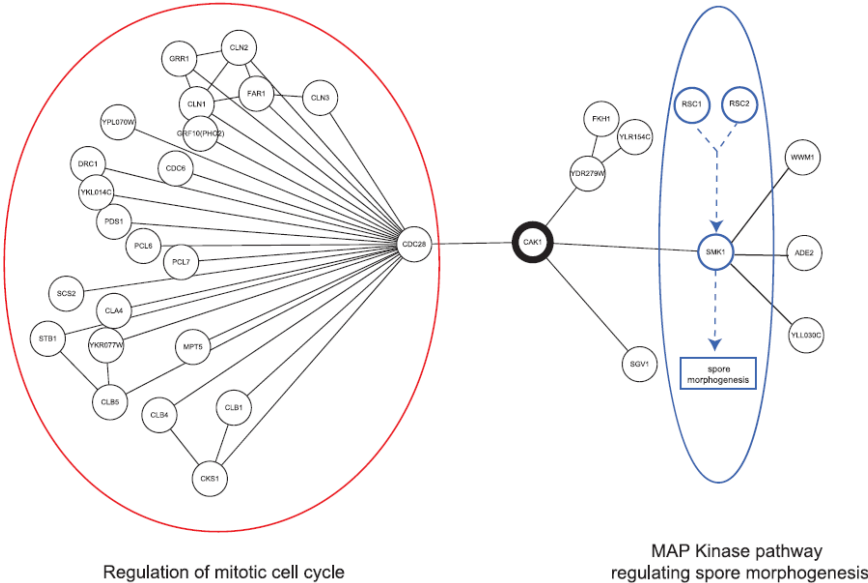 CLN2
GRR1
FAR1
CLN3
CLN1
GRF10(PHO2)
YPL070W
CDC6
DRC1
YKL014C
PDS1
PCL6
PCL7
CDC28
SCS2
CLA4
STB1
YKR077W
MPT5
CLB5
CLB4
CLB1
CKS1
CAK1
FKH1
YLR154C
YDR279W
SGV1
RSC1
RSC2
SMK1
WWM1
ADE2
YLL030C
spore
morphogenesis
Regulation of mitotic cell cycle
MAP Kinase pathway
regulating spore morphogenesis